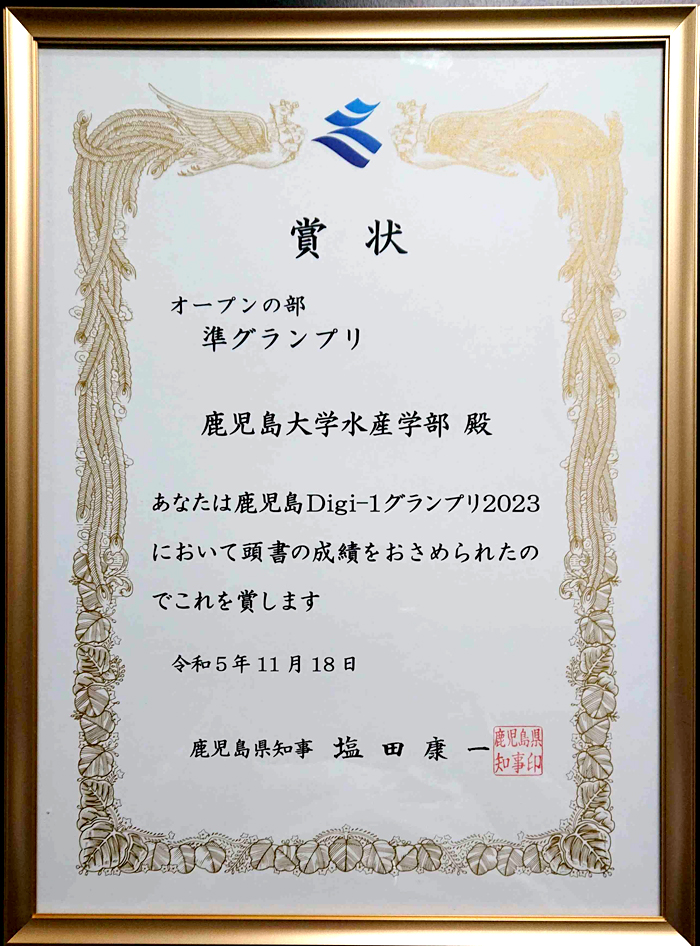 賞 状
オープンの部
準グランプリ
鹿児島大学水産学部 殿
あなたは鹿児島Digi-1グランプリ2023
において頭書の成績をおさめられたの
でこれを賞します
令和5年11月18日
鹿児島県知事 塩田康一
鹿児島県
知事印